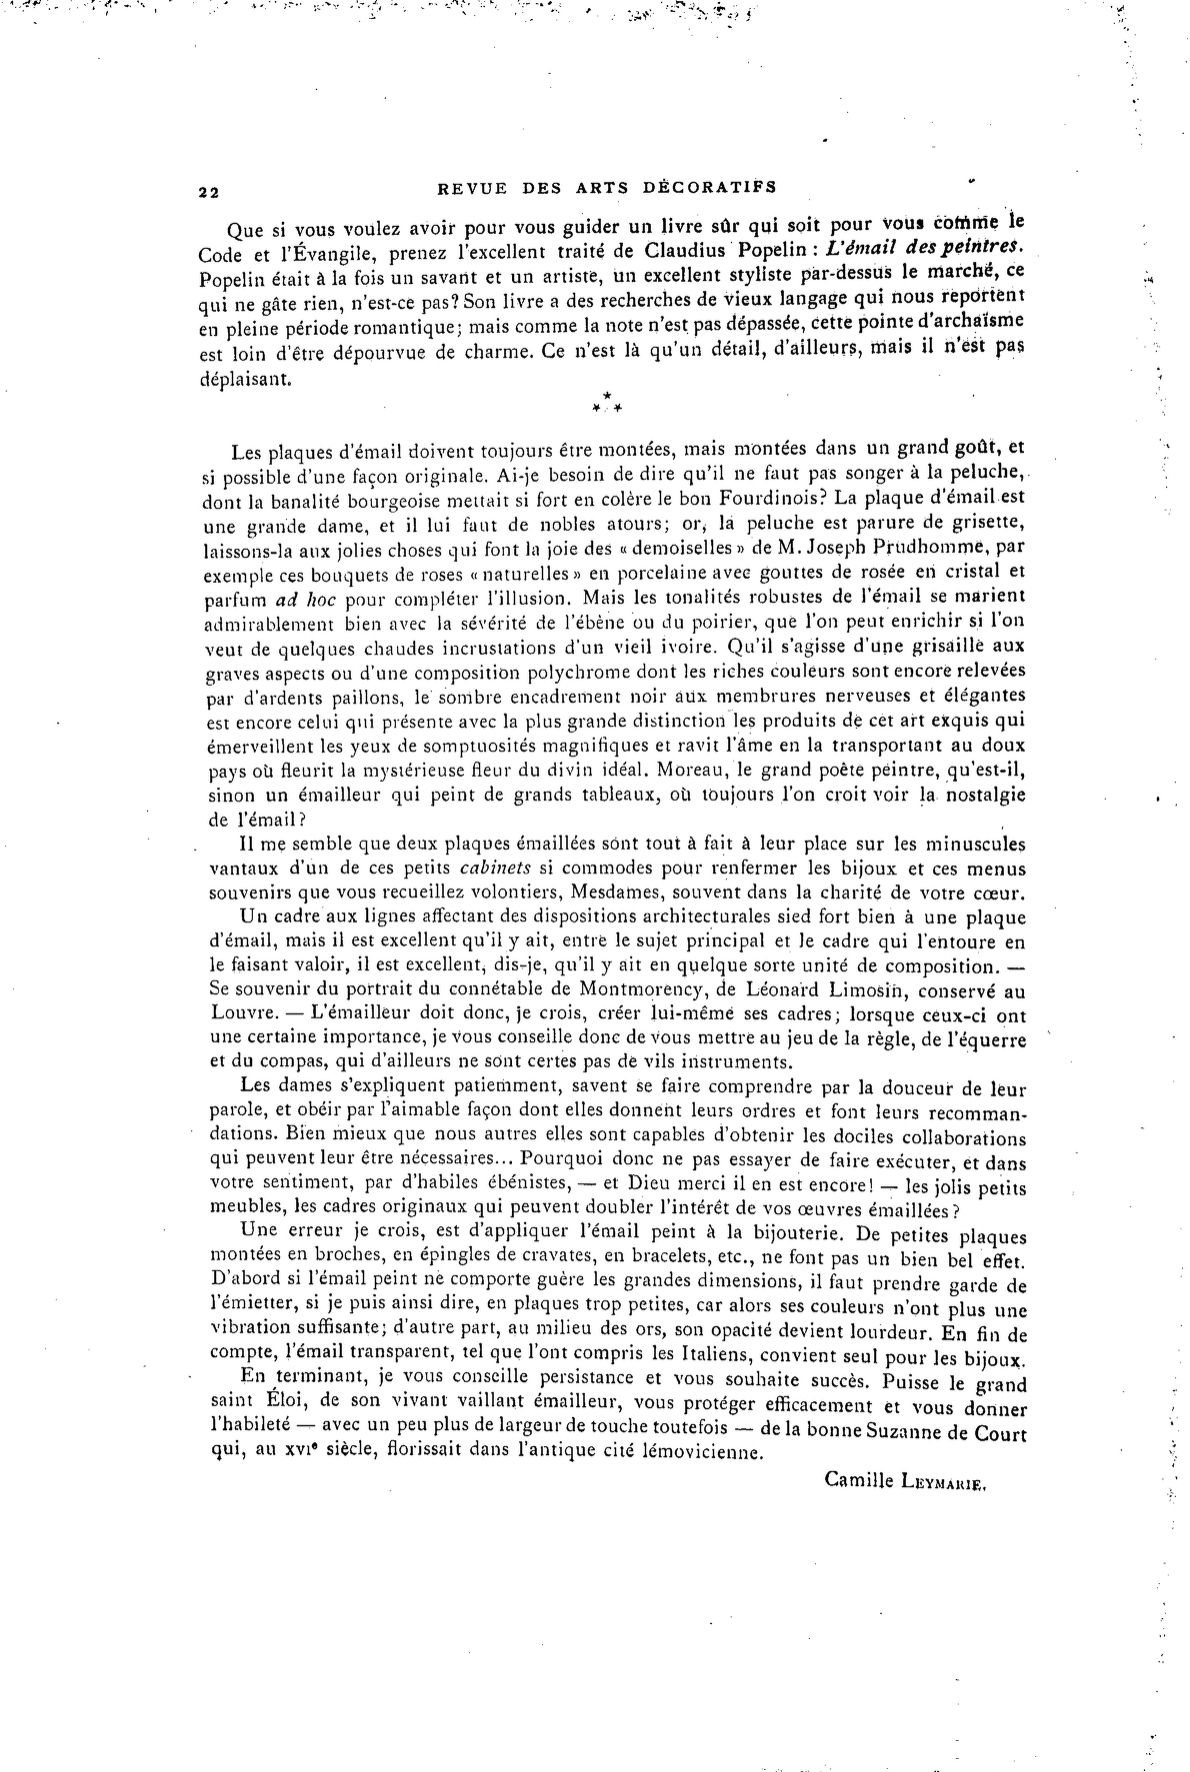 22
REVUE DES ARTS DÉCORATIFS
Que si vous voulez avoir pour vous guider un livre sûr qui soit pour vous comme le
Code et l'Évangile, prenez l'excellent traité de Claudius Popelin : L'émail des peintres.
Popelin était à la fois un savant et un artiste, un excellent styliste par-dessus le marché, ce
qui ne gâte rien, n'est-ce pas? Son livre a des recherches de vieux langage qui nous reportent
en pleine période romantique; mais comme la note n'est pas dépassée, cette pointe d'archaïsme
est loin d'être dépourvue de charme. Ce n'est là qu'un détail, d'ailleurs, mais il n'est pas
déplaisant.
Les plaques d'émail doivent toujours être montées, mais montées dans un grand goût, et
si possible d'une façon originale. Ai-je besoin de dire qu'il ne faut pas songer à la peluche,
dont la banalité bourgeoise mettait si fort en colère le bon Fourdinois? La plaque d'émail est
une grande dame, et il lui faut de nobles atours; or, la peluche est parure de grisette,
laissons-la aux jolies choses qui font la joie des « demoiselles » de M. Joseph Prudhomme, par
exemple ces bouquets de roses « naturelles » en porcelaine avec gouttes de rosée en cristal et
parfum ad hoc pour compléter l'illusion. Mais les tonalités robustes de l'émail se marient
admirablement bien avec la sévérité de l'ébène ou du poirier, que l'on peut enrichir si l'on
veut de quelques chaudes incrustations d'un vieil ivoire. Qu'il s'agisse d'une grisaille aux
graves aspects ou d'une composition polychrome dont les riches couleurs sont encore relevées
par d'ardents paillons, le sombre encadrement noir aux membrures nerveuses et élégantes
est encore celui qui présente avec la plus grande distinction les produits de cet art exquis qui
émerveillent les yeux de somptuosités magnifiques et ravit l'âme en la transportant au doux
pays où fleurit la mystérieuse fleur du divin idéal. Moreau, le grand poète peintre, qu'est-il,
sinon un émailleur qui peint de grands tableaux, où toujours l'on croit voir la nostalgie
de l'émail?
Il me semble que deux plaques émaillées sont tout à fait à leur place sur les minuscules
vantaux d'un de ces petits cabinets si commodes pour renfermer les bijoux et ces menus
souvenirs que vous recueillez volontiers, Mesdames, souvent dans la charité de votre cœur.
Un cadre aux lignes affectant des dispositions architecturales sied fort bien à une plaque
d'émail, mais il est excellent qu'il y ait, entre le sujet principal et le cadre qui l'entoure en
le faisant valoir, il est excellent, dis-je, qu'il y ait en quelque sorte unité de composition. —
Se souvenir du portrait du connétable de Montmorency, de Léonard Limosin, conservé au
Louvre. — L'émailleur doit donc, je crois, créer lui-même ses cadres; lorsque ceux-ci ont
une certaine importance, je vous conseille donc de vous mettre au jeu de la règle, de l'équerre
et du compas, qui d'ailleurs ne sont certes pas de vils instruments.
Les dames s'expliquent patiemment, savent se faire comprendre par la douceur de leur
parole, et obéir par l'aimable façon dont elles donnent leurs ordres et font leurs recomman-
dations. Bien mieux que nous autres elles sont capables d'obtenir les dociles collaborations
qui peuvent leur être nécessaires... Pourquoi donc ne pas essayer de faire exécuter, et dans
votre sentiment, par d'habiles ébénistes, — et Dieu merci il en est encore! — les jolis petits
meubles, les cadres originaux qui peuvent doubler l'intérêt de vos œuvres émaillées?
Une erreur je crois, est d'appliquer l'émail peint à la bijouterie. De petites plaques
montées en broches, en épingles de cravates, en bracelets, etc., ne font pas un bien bel effet.
D'abord si l'émail peint ne comporte guère les grandes dimensions, il faut prendre garde de
l'émietter, si je puis ainsi dire, en plaques trop petites, car alors ses couleurs n'ont plus une
vibration suffisante; d'autre part, au milieu des ors, son opacité devient lourdeur. En fin de
compte, l'émail transparent, tel que l'ont compris les Italiens, convient seul pour les bijoux.
En terminant, je vous conseille persistance et vous souhaite succès. Puisse le grand
saint Éloi, de son vivant vaillant émailleur, vous protéger efficacement et vous donner
l'habileté — avec un peu plus de largeur de touche toutefois — de la bonne Suzanne de Court
qui, au XVIe siècle, florissait dans l'antique cité lémovicienne.
Camille LEYMARIE.